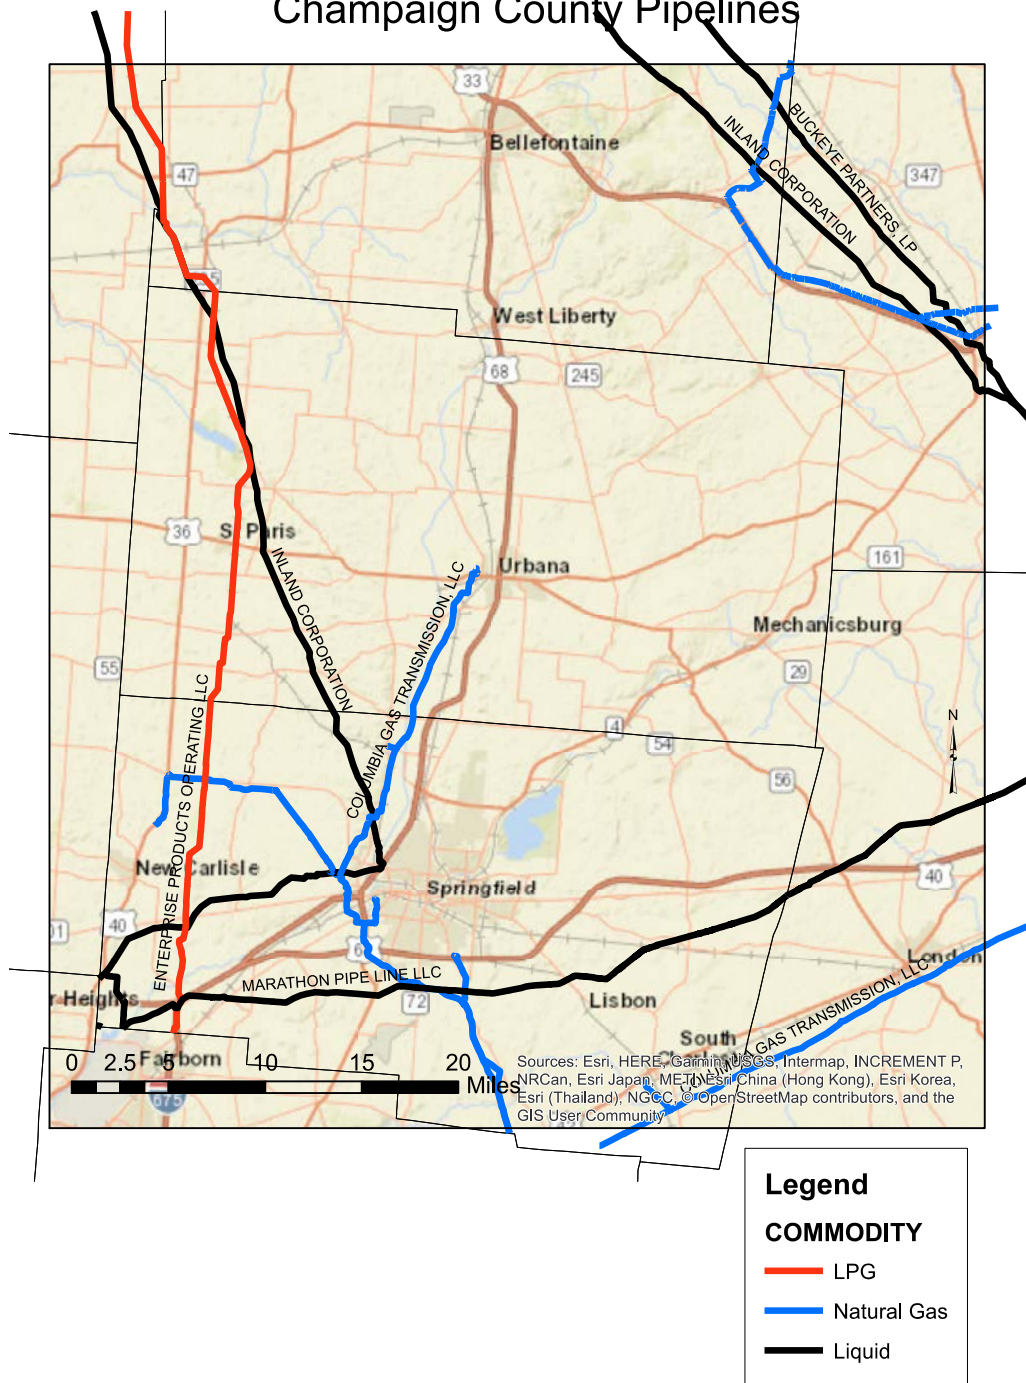 Champaign County Pipelines
33
Bellefontaine
BUCKEYE PARTNERS, LP
INLAND CORPORATION
47
347
West Liberty
68
245
36
St Paris
161
Urbana
INLAND CORPORATION
COLUMBIA GAS TRANSMISSION, LLC
Mechanicsburg
55
29
ENTERPRISE PRODUCTS OPERATING LLC
4
54
N
56
New Carlisle
Springfield
40
40
London
MARATHON PIPE LINE LLC
COLUMBIA GAS TRANSMISSION, LLC
r Heights
72
Lisbon
South
Fairborn
0 2.5 5 10 15 20
Miles
675
Sources: Esri, HERE, Garmin, USGS, Intermap, INCREMENT P,
NRCan, Esri Japan, METI, Esri China (Hong Kong), Esri Korea,
Esri (Thailand), NGCC, © OpenStreetMap contributors, and the
GIS User Community
Legend
COMMODITY
LPG
Natural Gas
Liquid